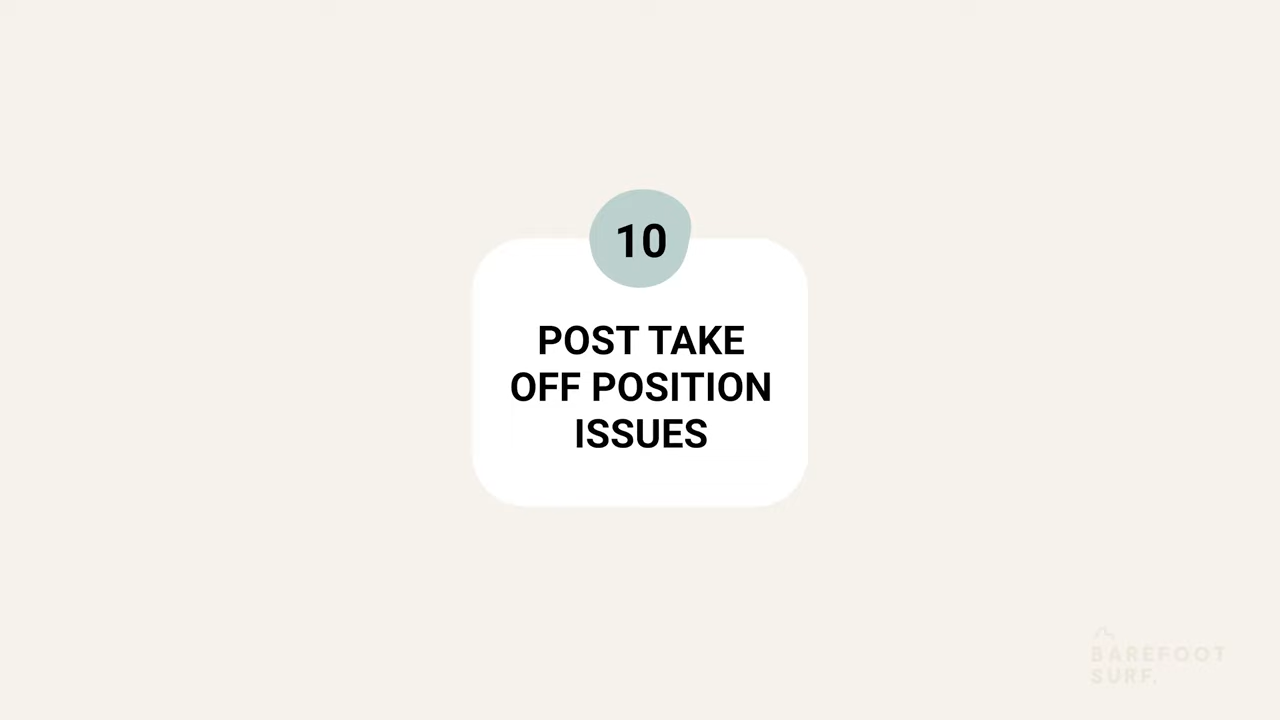 10
POST TAKE
OFF POSITION
ISSUES
BAREFOOT
SURF.